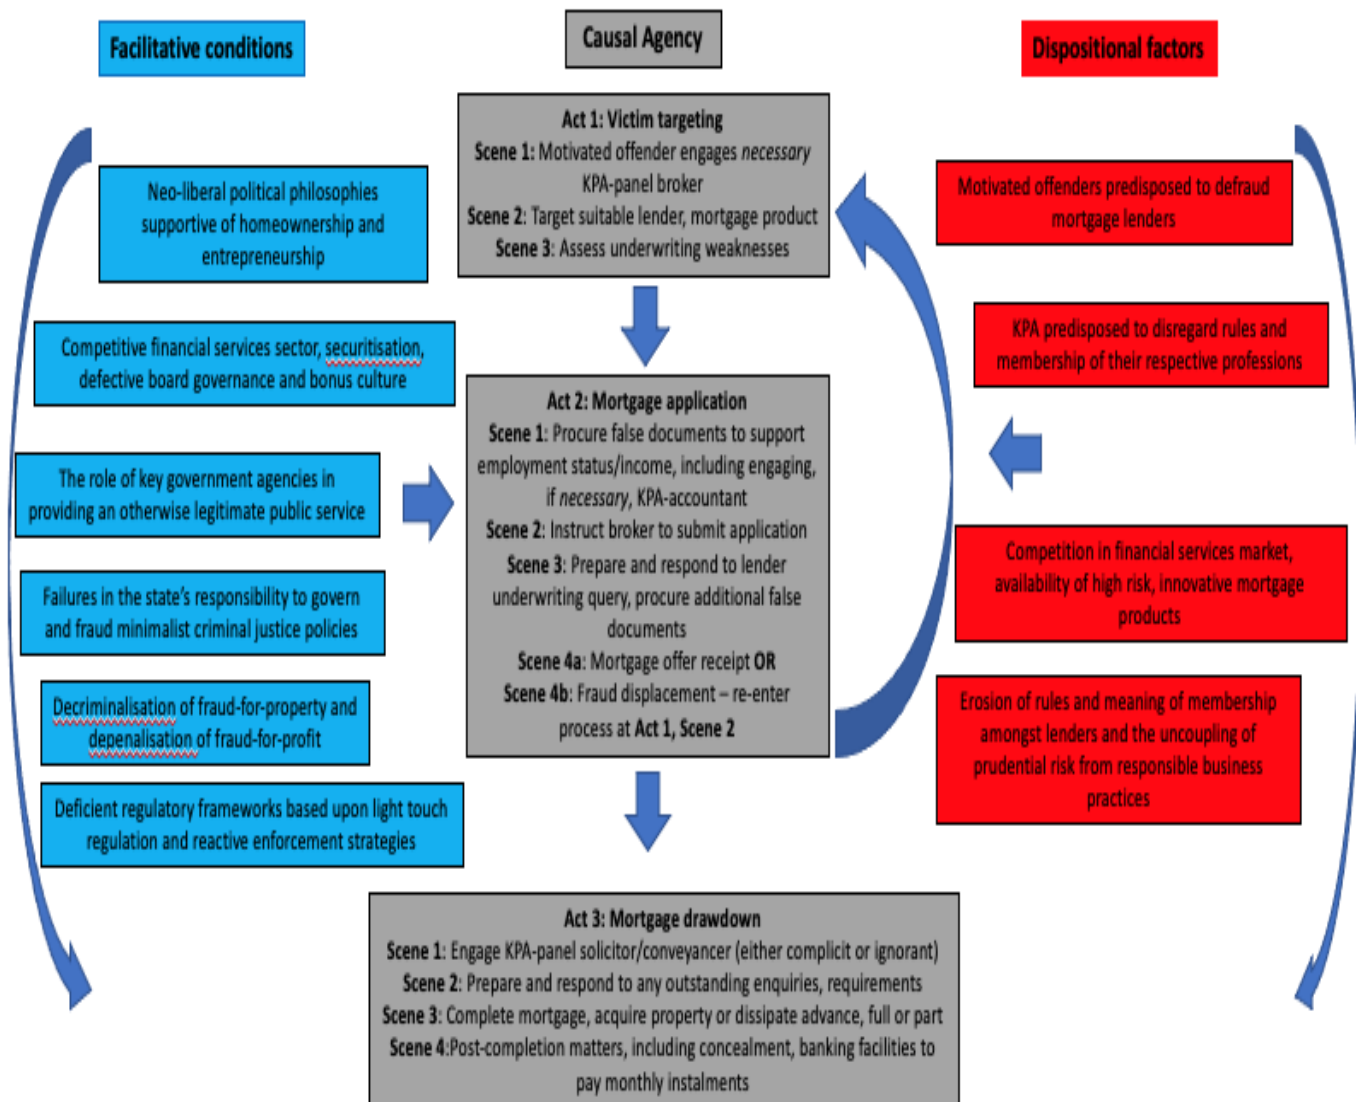 Facilitative conditions
Causal Agency
Dispositional factors
Neo-liberal political philosophies
supportive of homeownership and
entrepreneurship
Competitive financial services sector, securitisation,
defective board governance and bonus culture
The role of key government agencies in
providing an otherwise legitimate public service
Failures in the state's responsibility to govern
and fraud minimalist criminal justice policies
Decriminalisation of fraud-for-property and
depenalisation of fraud-for-profit
Deficient regulatory frameworks based upon light touch
regulation and reactive enforcement strategies
Act 1: Victim targeting
Scene 1: Motivated offender engages necessary
KPA-panel broker
Scene 2: Target suitable lender, mortgage product
Scene 3: Assess underwriting weaknesses
Act 2: Mortgage application
Scene 1: Procure false documents to support
employment status/income, including engaging,
if necessary, KPA-accountant
Scene 2: Instruct broker to submit application
Scene 3: Prepare and respond to lender
underwriting query, procure additional false
documents
Scene 4a: Mortgage offer receipt OR
Scene 4b: Fraud displacement – re-enter
process at Act 1, Scene 2
Act 3: Mortgage drawdown
Scene 1: Engage KPA-panel solicitor/conveyancer (either complicit or ignorant)
Scene 2: Prepare and respond to any outstanding enquiries, requirements
Scene 3: Complete mortgage, acquire property or dissipate advance, full or part
Scene 4:Post-completion matters, including concealment, banking facilities to
pay monthly instalments
Motivated offenders predisposed to defraud
mortgage lenders
KPA predisposed to disregard rules and
membership of their respective professions
Competition in financial services market,
availability of high risk, innovative mortgage
products
Erosion of rules and meaning of membership
amongst lenders and the uncoupling of
prudential risk from responsible business
practices